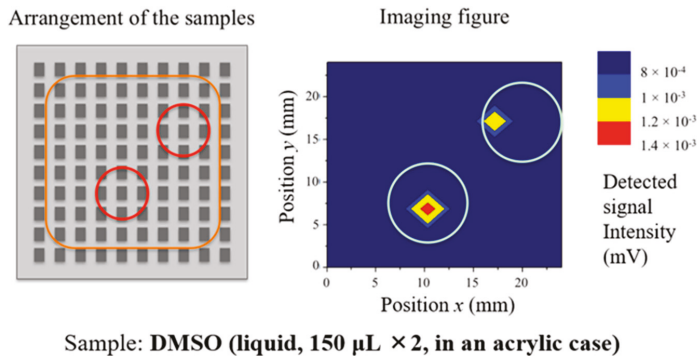 Arrangement of the samples
Imaging figure
20
15
10
5
0
Position y (mm)
0 5 10 15 20
Position x (mm)
8 × 10⁻⁴
1 × 10⁻³
1.2 × 10⁻³
1.4 × 10⁻³
Detected
signal
Intensity
(mV)
Sample: DMSO (liquid, 150 μL ×2, in an acrylic case)